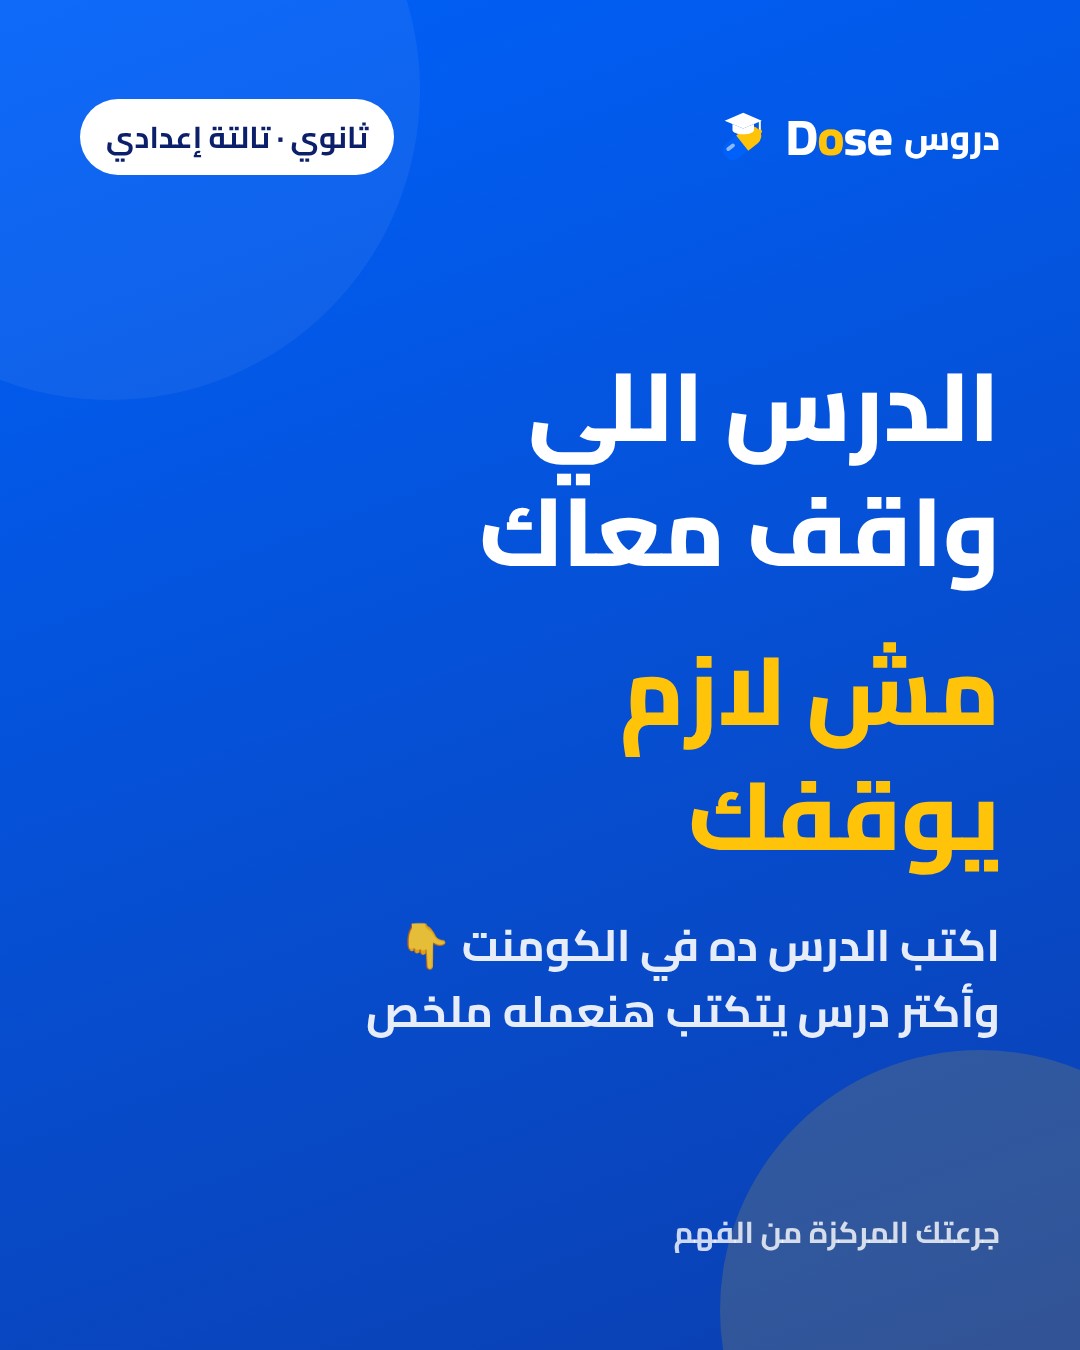 دروس Dose
ثانوي · تالتة إعدادي
الدرس اللي
واقف معاك
مش لازم
يوقفك
اكتب الدرس ده في الكومنت 👇
وأكتر درس يتكتب هنعمله ملخص
جرعتك المركزة من الفهم